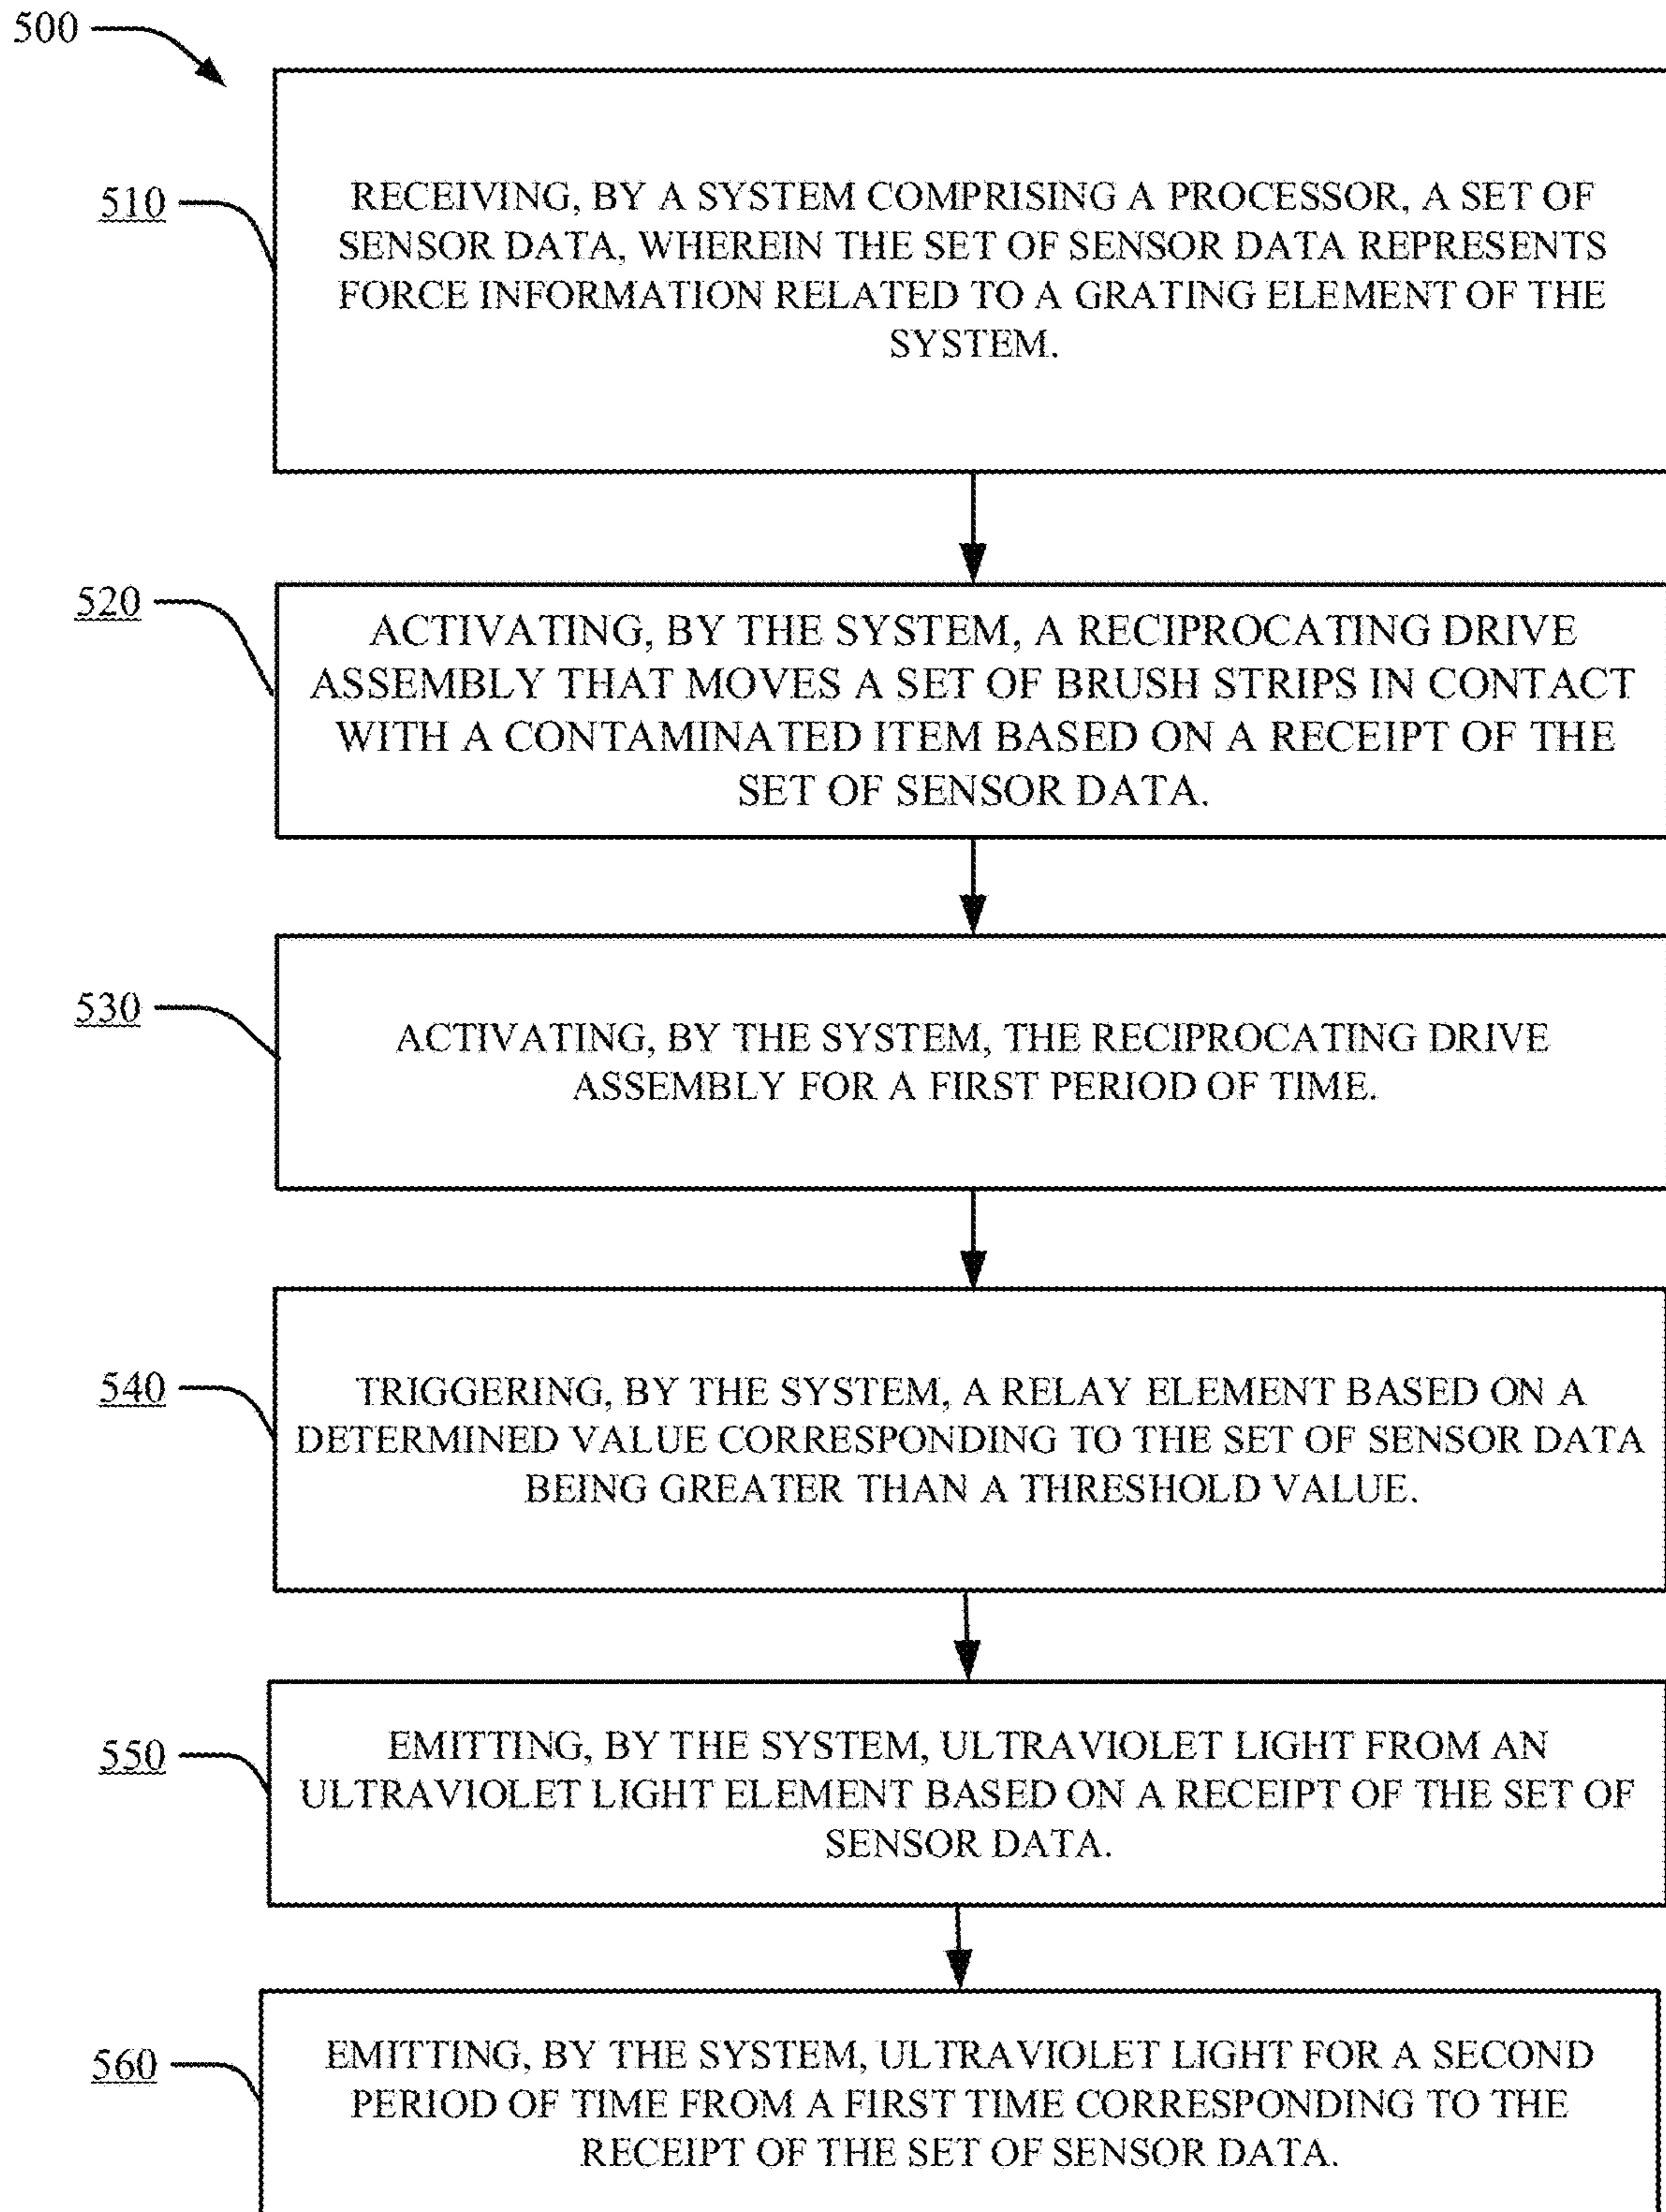 500
510
RECEIVING, BY A SYSTEM COMPRISING A PROCESSOR, A SET OF
SENSOR DATA, WHEREIN THE SET OF SENSOR DATA REPRESENTS
FORCE INFORMATION RELATED TO A GRATING ELEMENT OF THE
SYSTEM.
520
ACTIVATING, BY THE SYSTEM, A RECIPROCATING DRIVE
ASSEMBLY THAT MOVES A SET OF BRUSH STRIPS IN CONTACT
WITH A CONTAMINATED ITEM BASED ON A RECEIPT OF THE
SET OF SENSOR DATA.
530
ACTIVATING, BY THE SYSTEM, THE RECIPROCATING DRIVE
ASSEMBLY FOR A FIRST PERIOD OF TIME.
540
TRIGGERING, BY THE SYSTEM, A RELAY ELEMENT BASED ON A
DETERMINED VALUE CORRESPONDING TO THE SET OF SENSOR DATA
BEING GREATER THAN A THRESHOLD VALUE.
550
EMITTING, BY THE SYSTEM, ULTRAVIOLET LIGHT FROM AN
ULTRAVIOLET LIGHT ELEMENT BASED ON A RECEIPT OF THE SET OF
SENSOR DATA.
560
EMITTING, BY THE SYSTEM, ULTRAVIOLET LIGHT FOR A SECOND
PERIOD OF TIME FROM A FIRST TIME CORRESPONDING TO THE
RECEIPT OF THE SET OF SENSOR DATA.